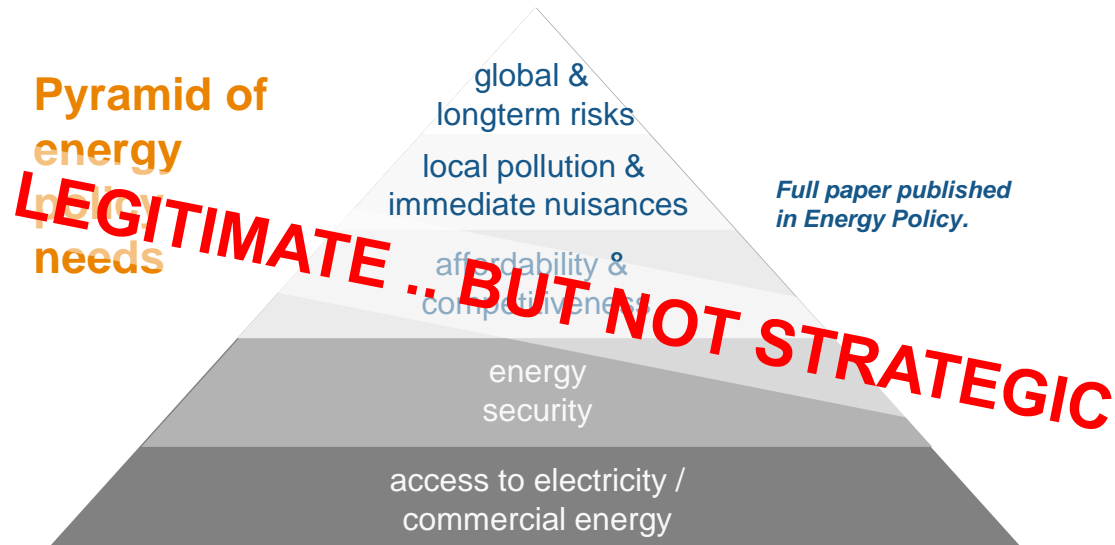 Pyramid of
energy
policy
needs
global &
longterm risks
local pollution &
immediate nuisances
Full paper published
in Energy Policy.
affordability &
competitiveness
LEGITIMATE .. BUT NOT STRATEGIC
energy
security
access to electricity /
commercial energy